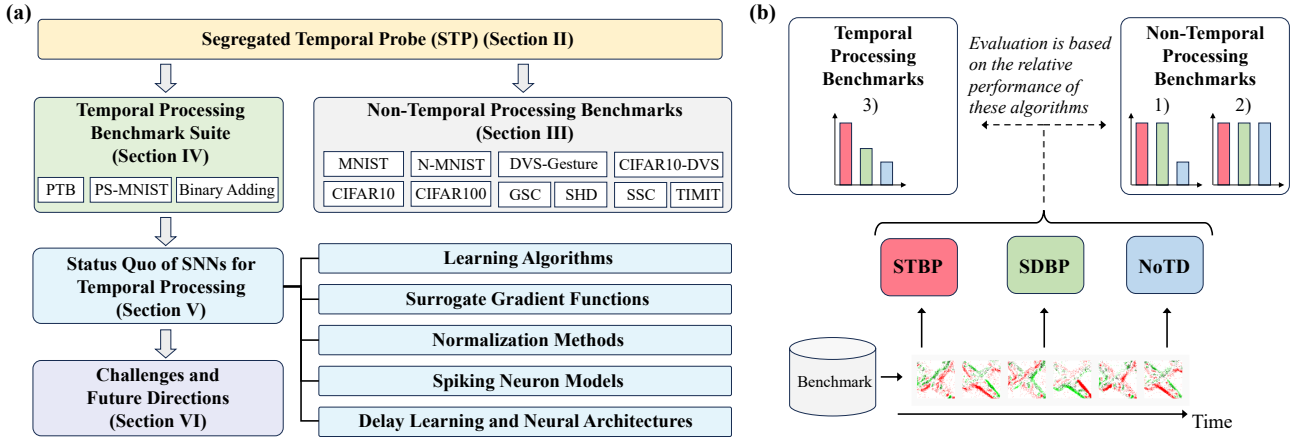 (a)
Segregated Temporal Probe (STP) (Section II)
Temporal Processing
Benchmark Suite
(Section IV)
PTB
PS-MNIST
Binary Adding
Non-Temporal Processing Benchmarks
(Section III)
MNIST
N-MNIST
DVS-Gesture
CIFAR10-DVS
CIFAR10
CIFAR100
GSC
SHD
SSC
TIMIT
Status Quo of SNNs for
Temporal Processing
(Section V)
Learning Algorithms
Surrogate Gradient Functions
Normalization Methods
Spiking Neuron Models
Delay Learning and Neural Architectures
Challenges and
Future Directions
(Section VI)
(b)
Temporal
Processing
Benchmarks
3)
Evaluation is based
on the relative
performance of
these algorithms
Non-Temporal
Processing
Benchmarks
1)
2)
STBP
SDBP
NoTD
Benchmark
Time